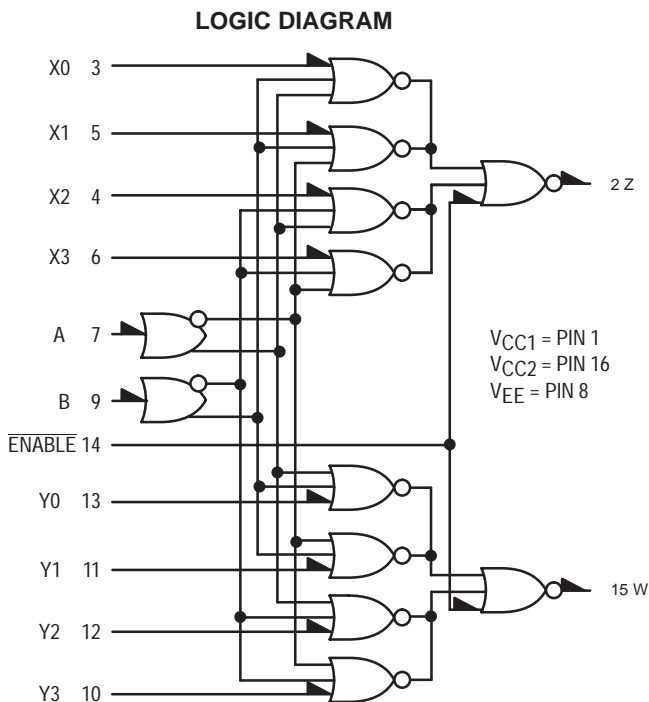 LOGIC DIAGRAM
X0 3
X1 5
X2 4
X3 6
A 7
B 9
ENABLE 14
Y0 13
Y1 11
Y2 12
Y3 10
2 Z
VCC1 = PIN 1
VCC2 = PIN 16
VEE = PIN 8
15 W